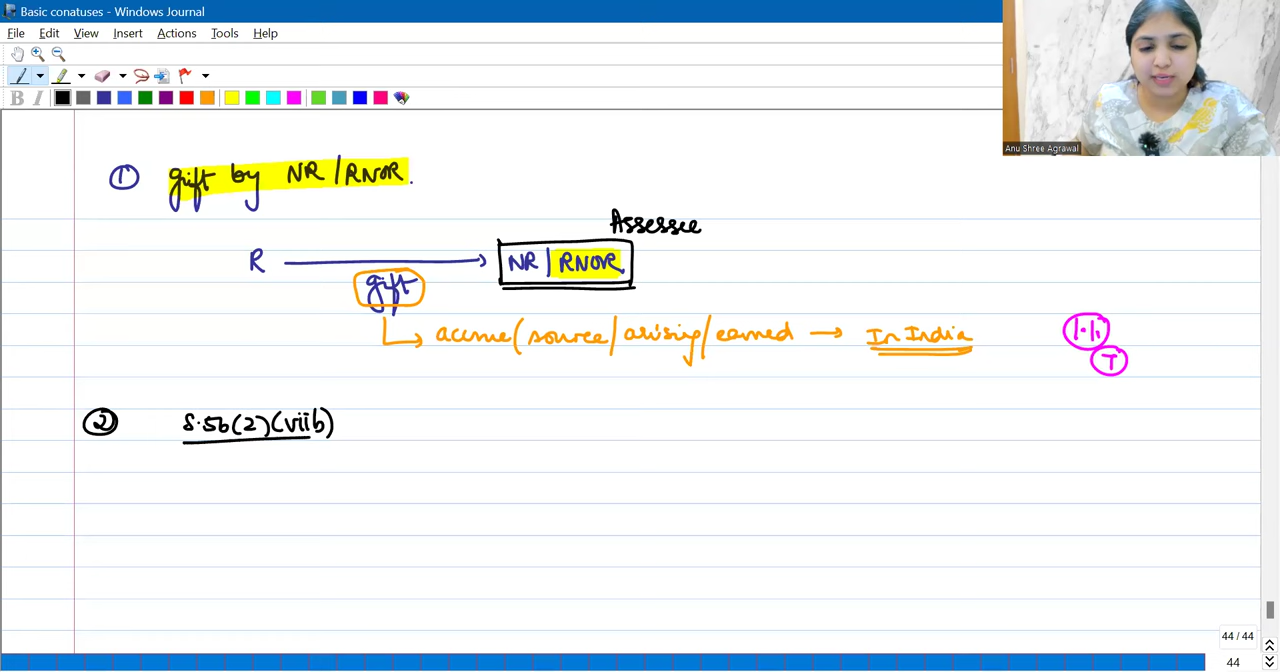 Basic conatuses - Windows Journal
File Edit View Insert Actions Tools Help
B I
Anu Shree Agrawal
① gift by NR/RNOR.
Assessee
R NR | RNOR
gift
accrue (source/arising/earned → In India
T
② S.56(2)(viib)
44 / 44
44